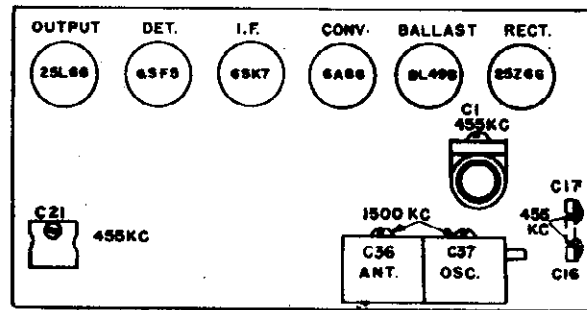 OUTPUT DET. I.F. CONV. BALLAST RECT.
25L6G 6SF5 6SK7 6A8G BL49B 25Z6G
C1
455KC
C17
C21
455KC
1500 KC
455
KC
C36 C37
ANT. OSC.
C16